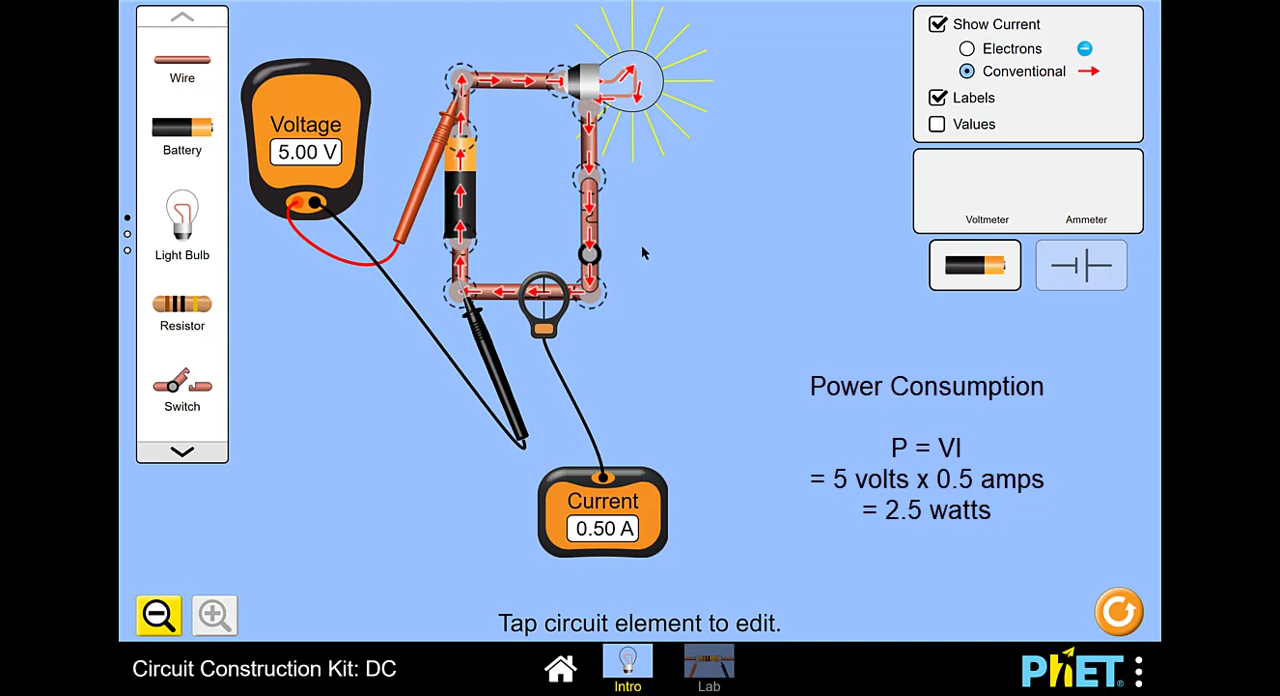 Wire
Battery
Light Bulb
Resistor
Switch
Voltage
5.00 V
Current
0.50 A
Show Current
Electrons
Conventional
Labels
Values
Voltmeter
Ammeter
Power Consumption
P = VI
= 5 volts x 0.5 amps
= 2.5 watts
Tap circuit element to edit.
Circuit Construction Kit: DC
Intro
Lab
PhET